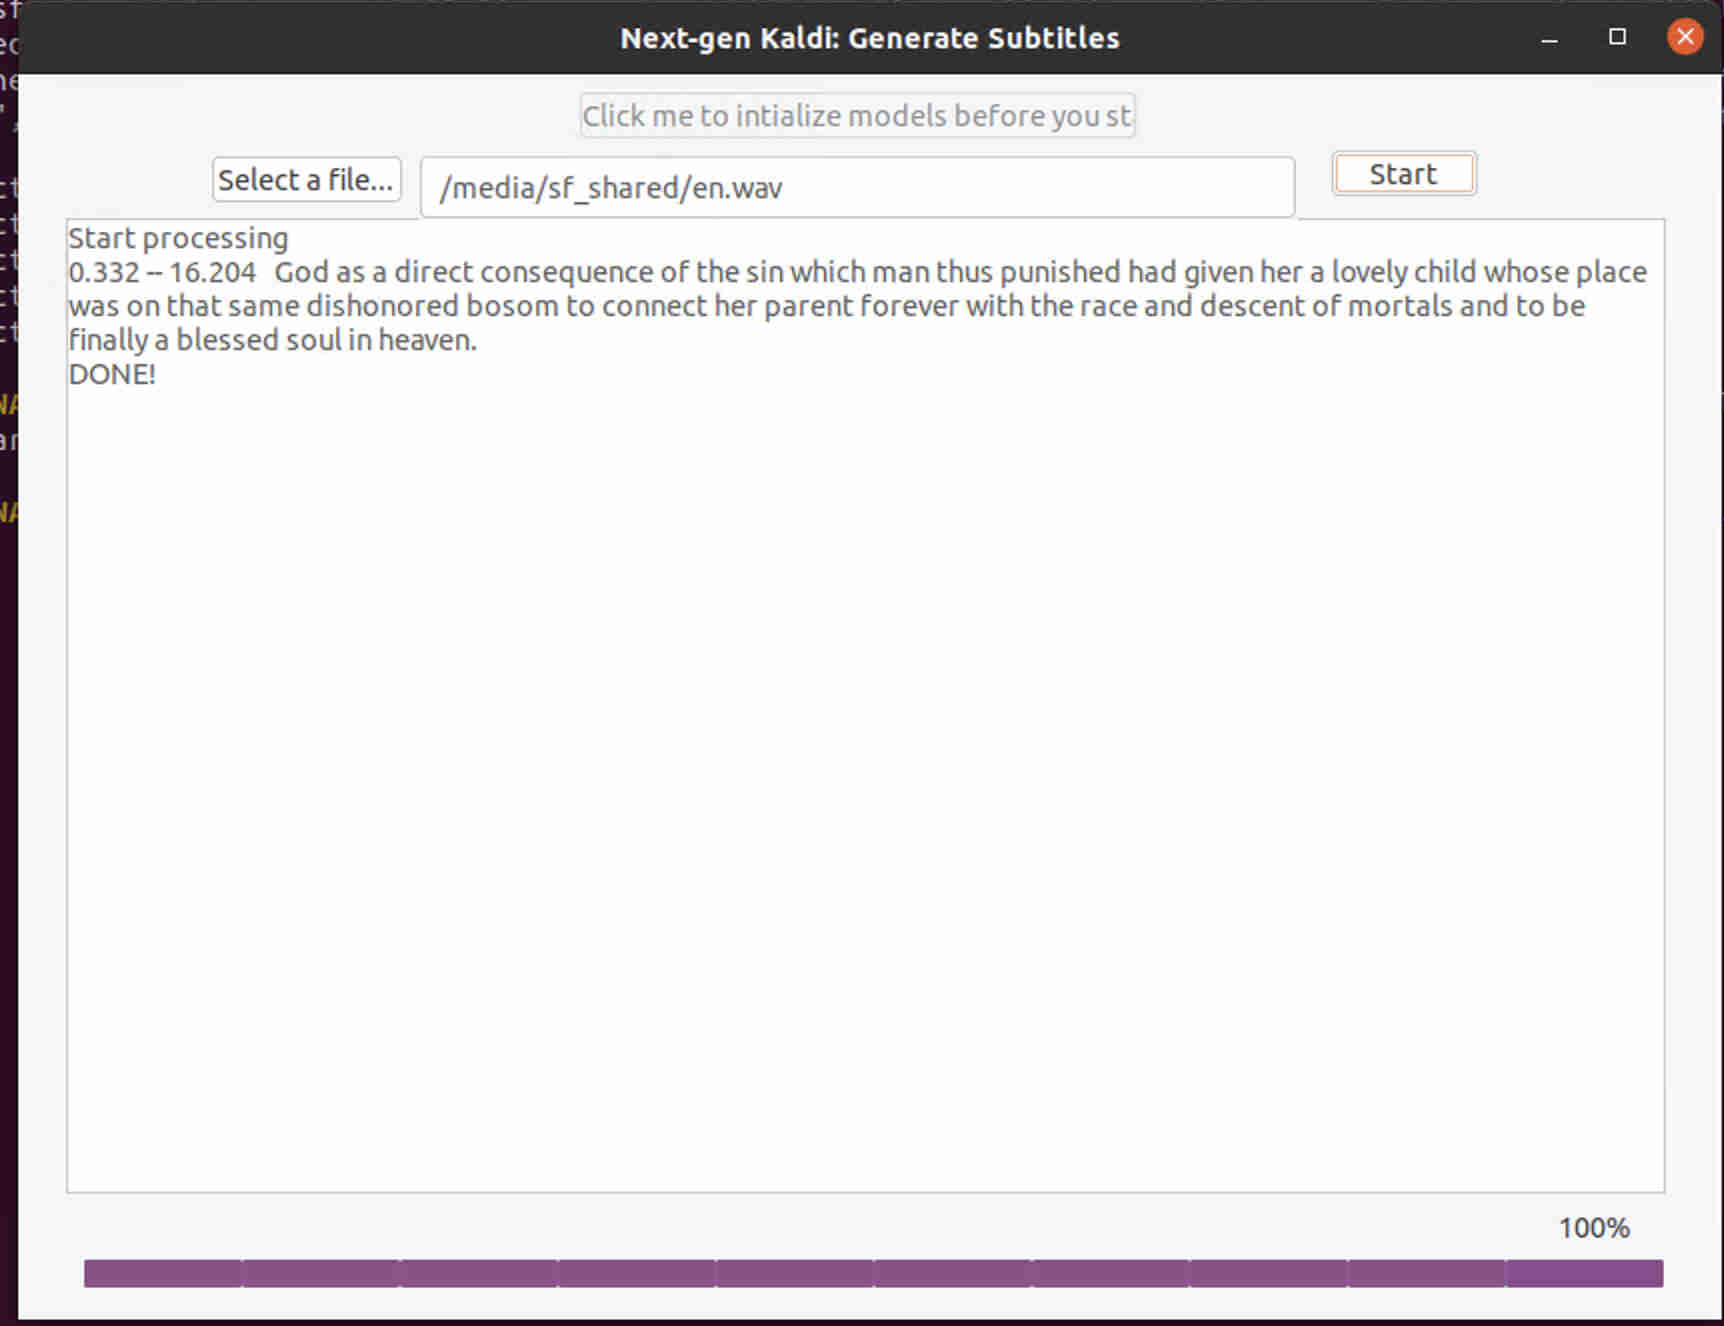 Next-gen Kaldi: Generate Subtitles
Click me to intialize models before you st
Select a file...
/media/sf_shared/en.wav
Start
Start processing
0.332 -- 16.204 God as a direct consequence of the sin which man thus punished had given her a lovely child whose place
was on that same dishonored bosom to connect her parent forever with the race and descent of mortals and to be
finally a blessed soul in heaven.
DONE!
100%